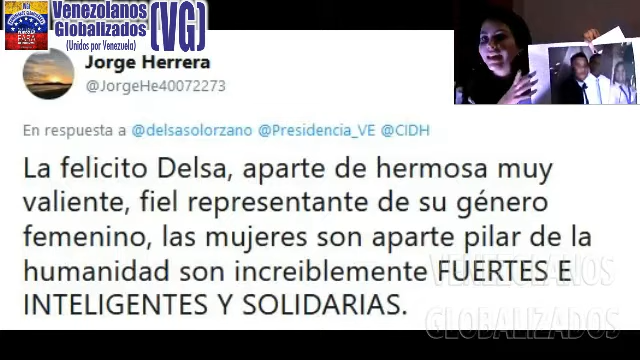 Venezolanos
Globalizados
(Unidos por Venezuela)
(VG)
Jorge Herrera
@JorgeHe40072273
En respuesta a @delsasolorzano @Presidencia_VE @CIDH
La felicito Delsa, aparte de hermosa muy
valiente, fiel representante de su género
femenino, las mujeres son aparte pilar de la
humanidad son increiblemente FUERTES E
INTELIGENTES Y SOLIDARIAS.
VENEZOLANOS
GLOBALIZADOS